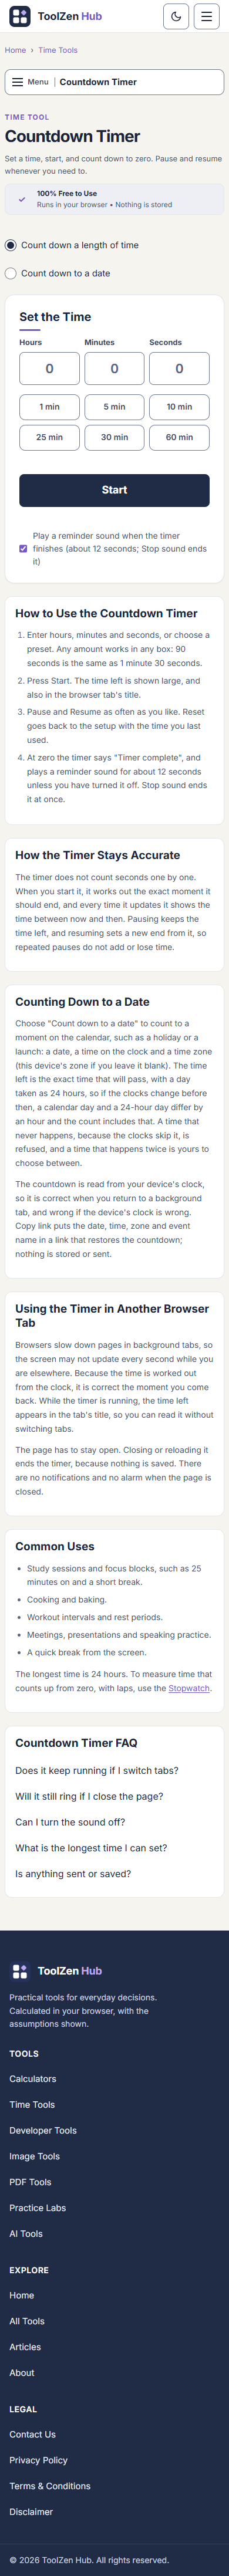 ToolZen Hub
Home › Time Tools
Menu | Countdown Timer
TIME TOOL
Countdown Timer
Set a time, start, and count down to zero. Pause and resume
whenever you need to.
100% Free to Use
Runs in your browser • Nothing is stored
Count down a length of time
Count down to a date
Set the Time
Hours Minutes Seconds
0 0 0
1 min 5 min 10 min
25 min 30 min 60 min
Start
Play a reminder sound when the timer
finishes (about 12 seconds; Stop sound ends
it)
How to Use the Countdown Timer
1. Enter hours, minutes and seconds, or choose a
preset. Any amount works in any box: 90
seconds is the same as 1 minute 30 seconds.
2. Press Start. The time left is shown large, and
also in the browser tab's title.
3. Pause and Resume as often as you like. Reset
goes back to the setup with the time you last
used.
4. At zero the timer says "Timer complete", and
plays a reminder sound for about 12 seconds
unless you have turned it off. Stop sound ends
it at once.
How the Timer Stays Accurate
The timer does not count seconds one by one.
When you start it, it works out the exact moment it
should end, and every time it updates it shows the
time between now and then. Pausing keeps the
time left, and resuming sets a new end from it, so
repeated pauses do not add or lose time.
Counting Down to a Date
Choose "Count down to a date" to count to a
moment on the calendar, such as a holiday or a
launch: a date, a time on the clock and a time zone
(this device's zone if you leave it blank). The time
left is the exact time that will pass, with a day
taken as 24 hours, so if the clocks change before
then, a calendar day and a 24-hour day differ by
an hour and the count includes that. A time that
never happens, because the clocks skip it, is
refused, and a time that happens twice is yours to
choose between.
The countdown is read from your device's clock,
so it is correct when you return to a background
tab, and wrong if the device's clock is wrong.
Copy link puts the date, time, zone and event
name in a link that restores the countdown;
nothing is stored or sent.
Using the Timer in Another Browser
Tab
Browsers slow down pages in background tabs, so
the screen may not update every second while you
are elsewhere. Because the time is worked out
from the clock, it is correct the moment you come
back. While the timer is running, the time left
appears in the tab's title, so you can read it without
switching tabs.
The page has to stay open. Closing or reloading it
ends the timer, because nothing is saved. There
are no notifications and no alarm when the page is
closed.
Common Uses
• Study sessions and focus blocks, such as 25
minutes on and a short break.
• Cooking and baking.
• Workout intervals and rest periods.
• Meetings, presentations and speaking practice.
• A quick break from the screen.
The longest time is 24 hours. To measure time that
counts up from zero, with laps, use the Stopwatch.
Countdown Timer FAQ
Does it keep running if I switch tabs?
Will it still ring if I close the page?
Can I turn the sound off?
What is the longest time I can set?
Is anything sent or saved?
ToolZen Hub
Practical tools for everyday decisions.
Calculated in your browser, with the
assumptions shown.
TOOLS
Calculators
Time Tools
Developer Tools
Image Tools
PDF Tools
Practice Labs
AI Tools
EXPLORE
Home
All Tools
Articles
About
LEGAL
Contact Us
Privacy Policy
Terms & Conditions
Disclaimer
© 2026 ToolZen Hub. All rights reserved.